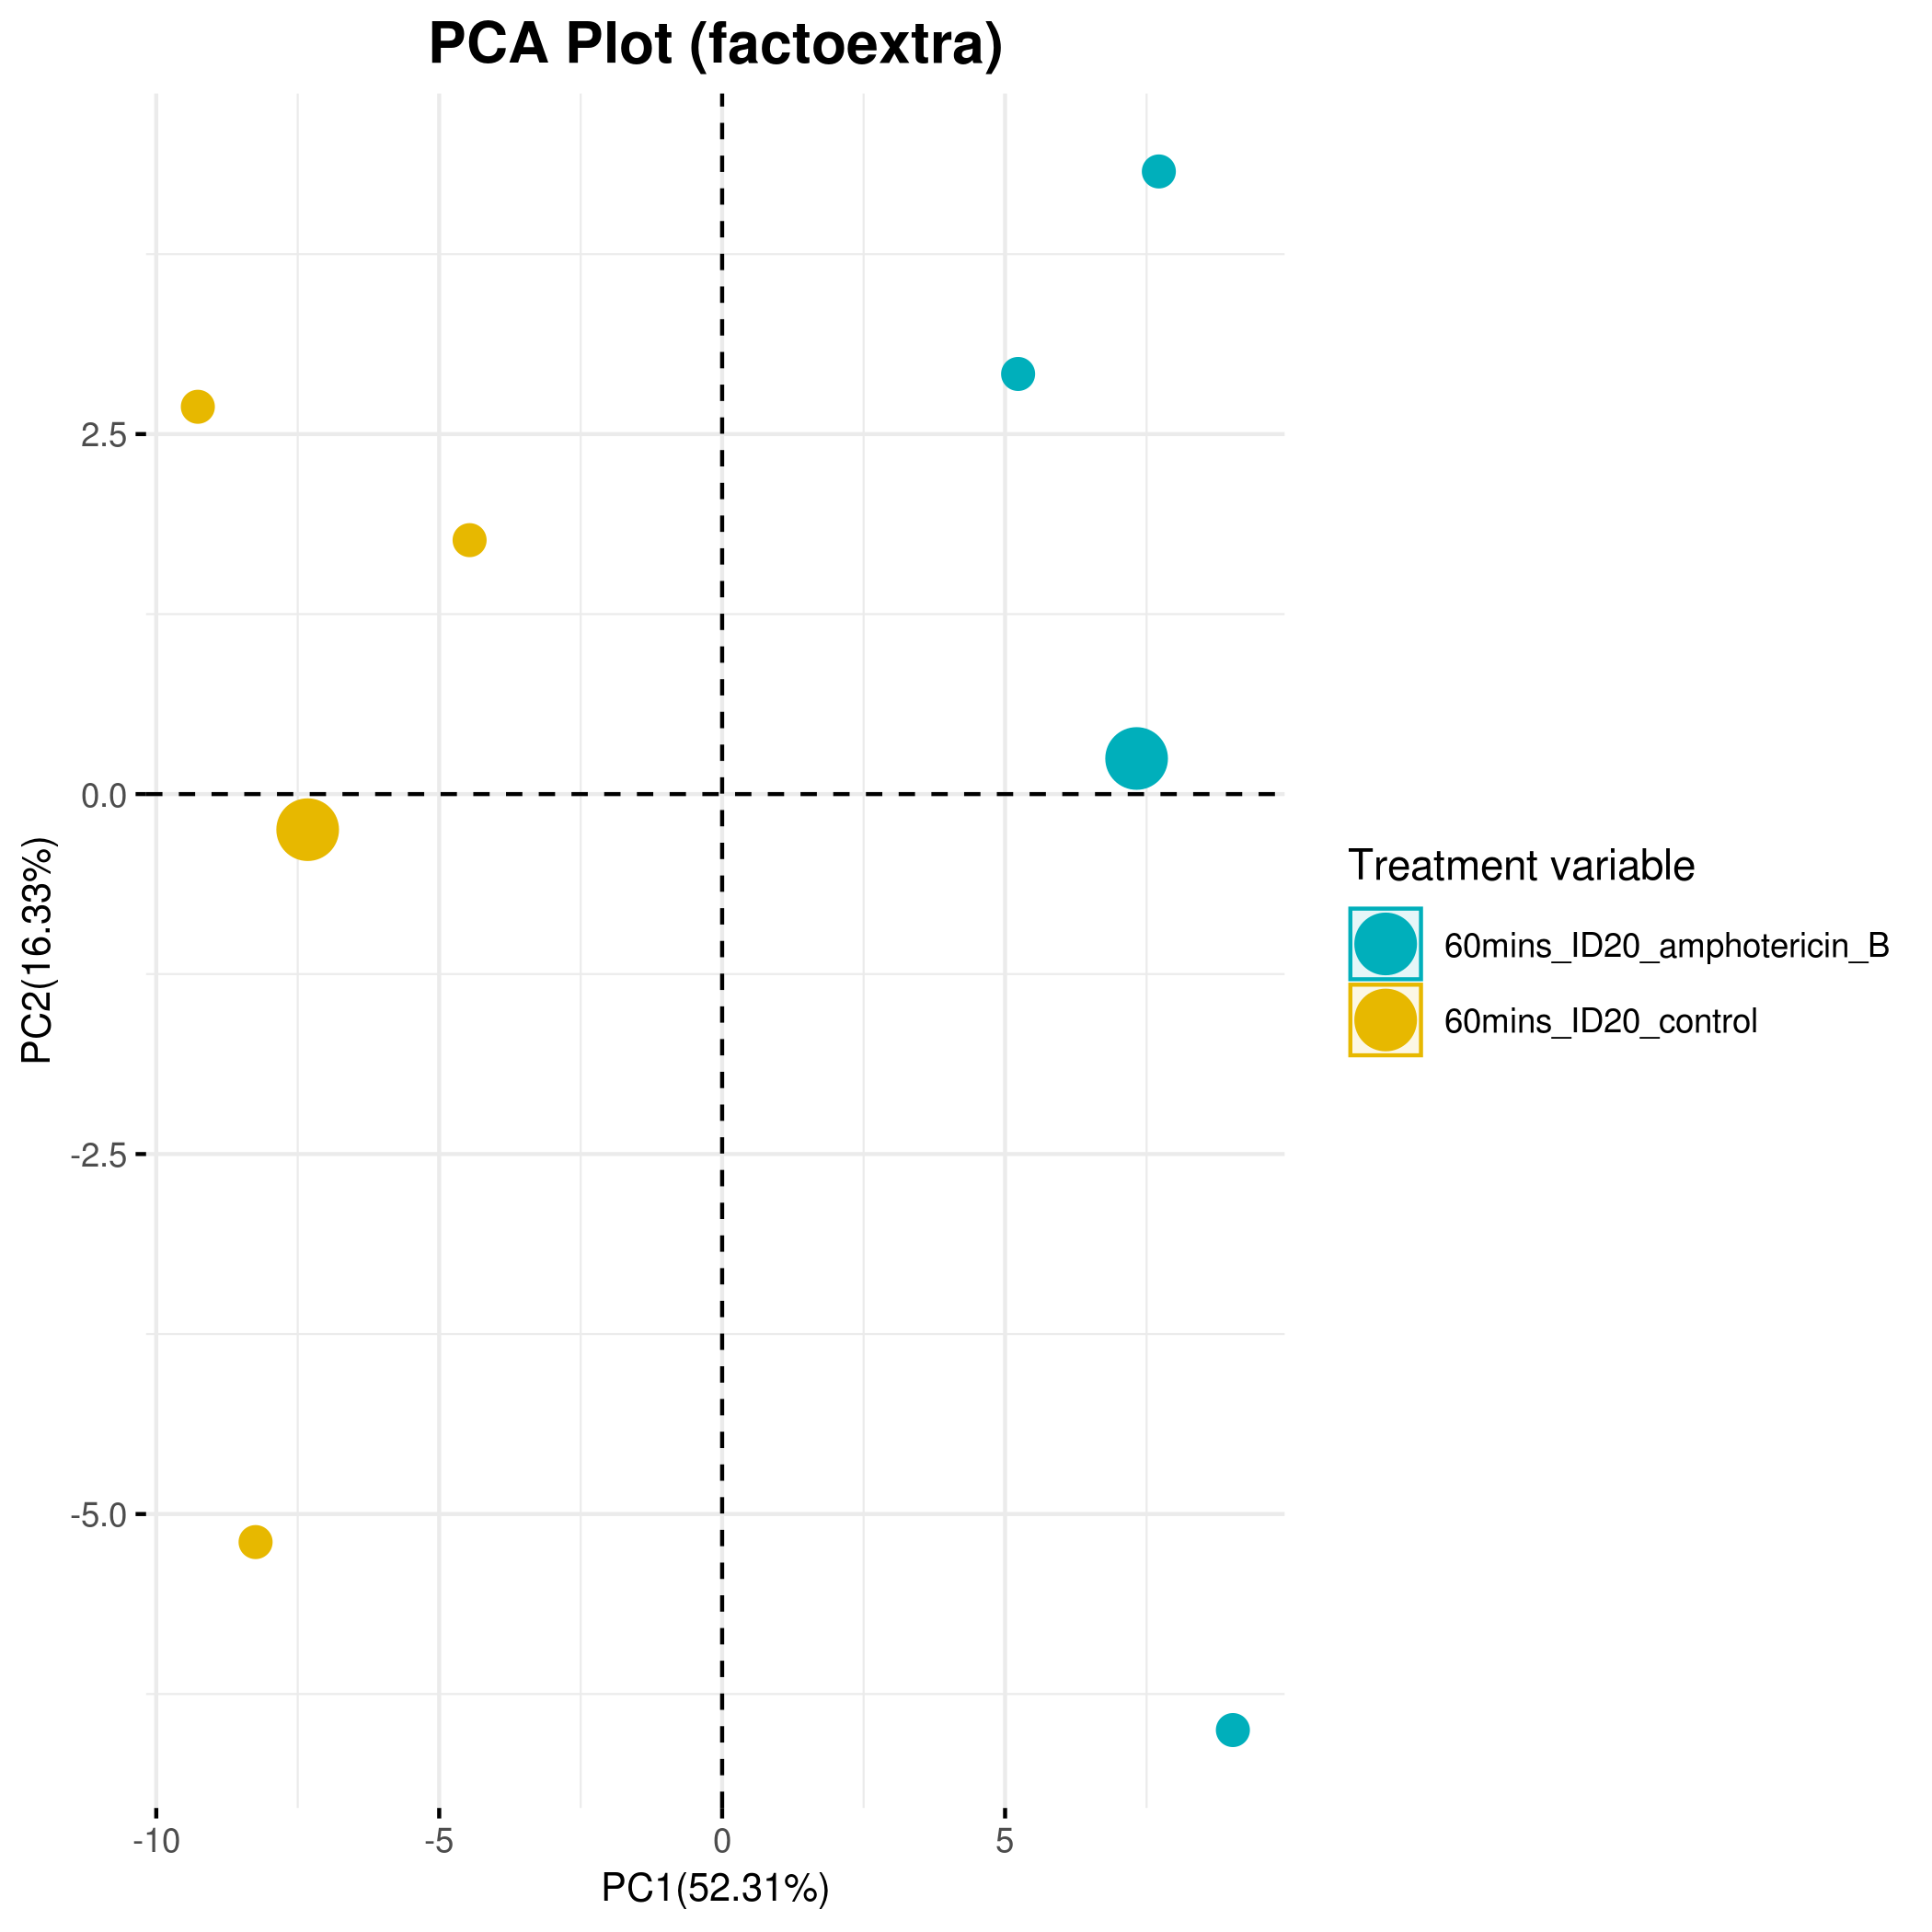 PCA Plot (factoextra)
2.5
0.0
-2.5
-5.0
PC2(16.33%)
-10
-5
0
5
PC1(52.31%)
Treatment variable
60mins_ID20_amphotericin_B
60mins_ID20_control